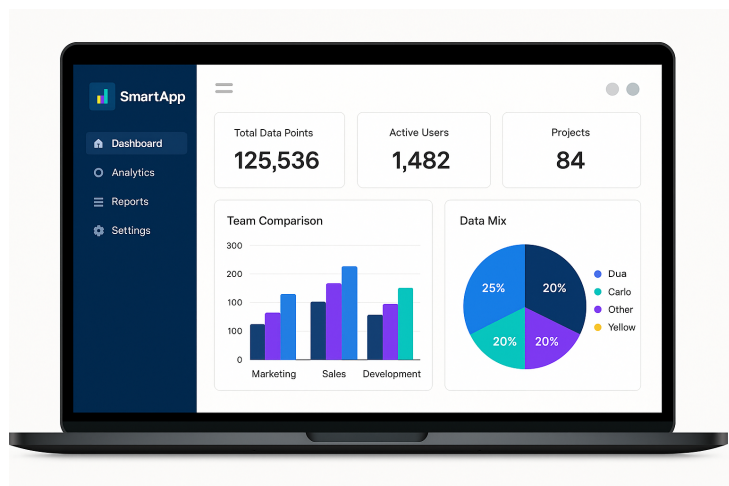 SmartApp
Dashboard
Analytics
Reports
Settings
Total Data Points
125,536
Active Users
1,482
Projects
84
Team Comparison
300
200
100
100
0
Marketing Sales Development
Data Mix
25% 20%
20% 20%
Dua
Carlo
Other
Yellow